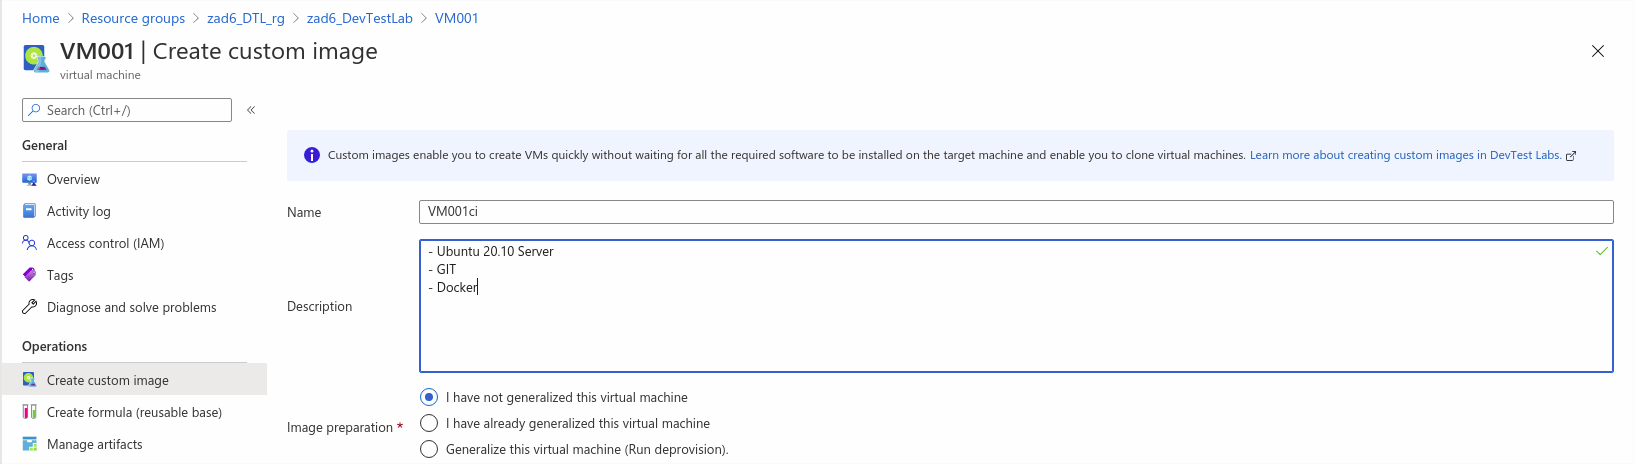 Home > Resource groups > zad6_DTL_rg > zad6_DevTestLab > VM001
VM001 | Create custom image
virtual machine
Search (Ctrl+/)
«
Custom images enable you to create VMs quickly without waiting for all the required software to be installed on the target machine and enable you to clone virtual machines. Learn more about creating custom images in DevTest Labs.
General
Overview
Activity log
Access control (IAM)
Tags
Diagnose and solve problems
Operations
Create custom image
Create formula (reusable base)
Manage artifacts
Name
VM001ci
Description
- Ubuntu 20.10 Server
- GIT
- Docker
Image preparation *
I have not generalized this virtual machine
I have already generalized this virtual machine
Generalize this virtual machine (Run deprovision).